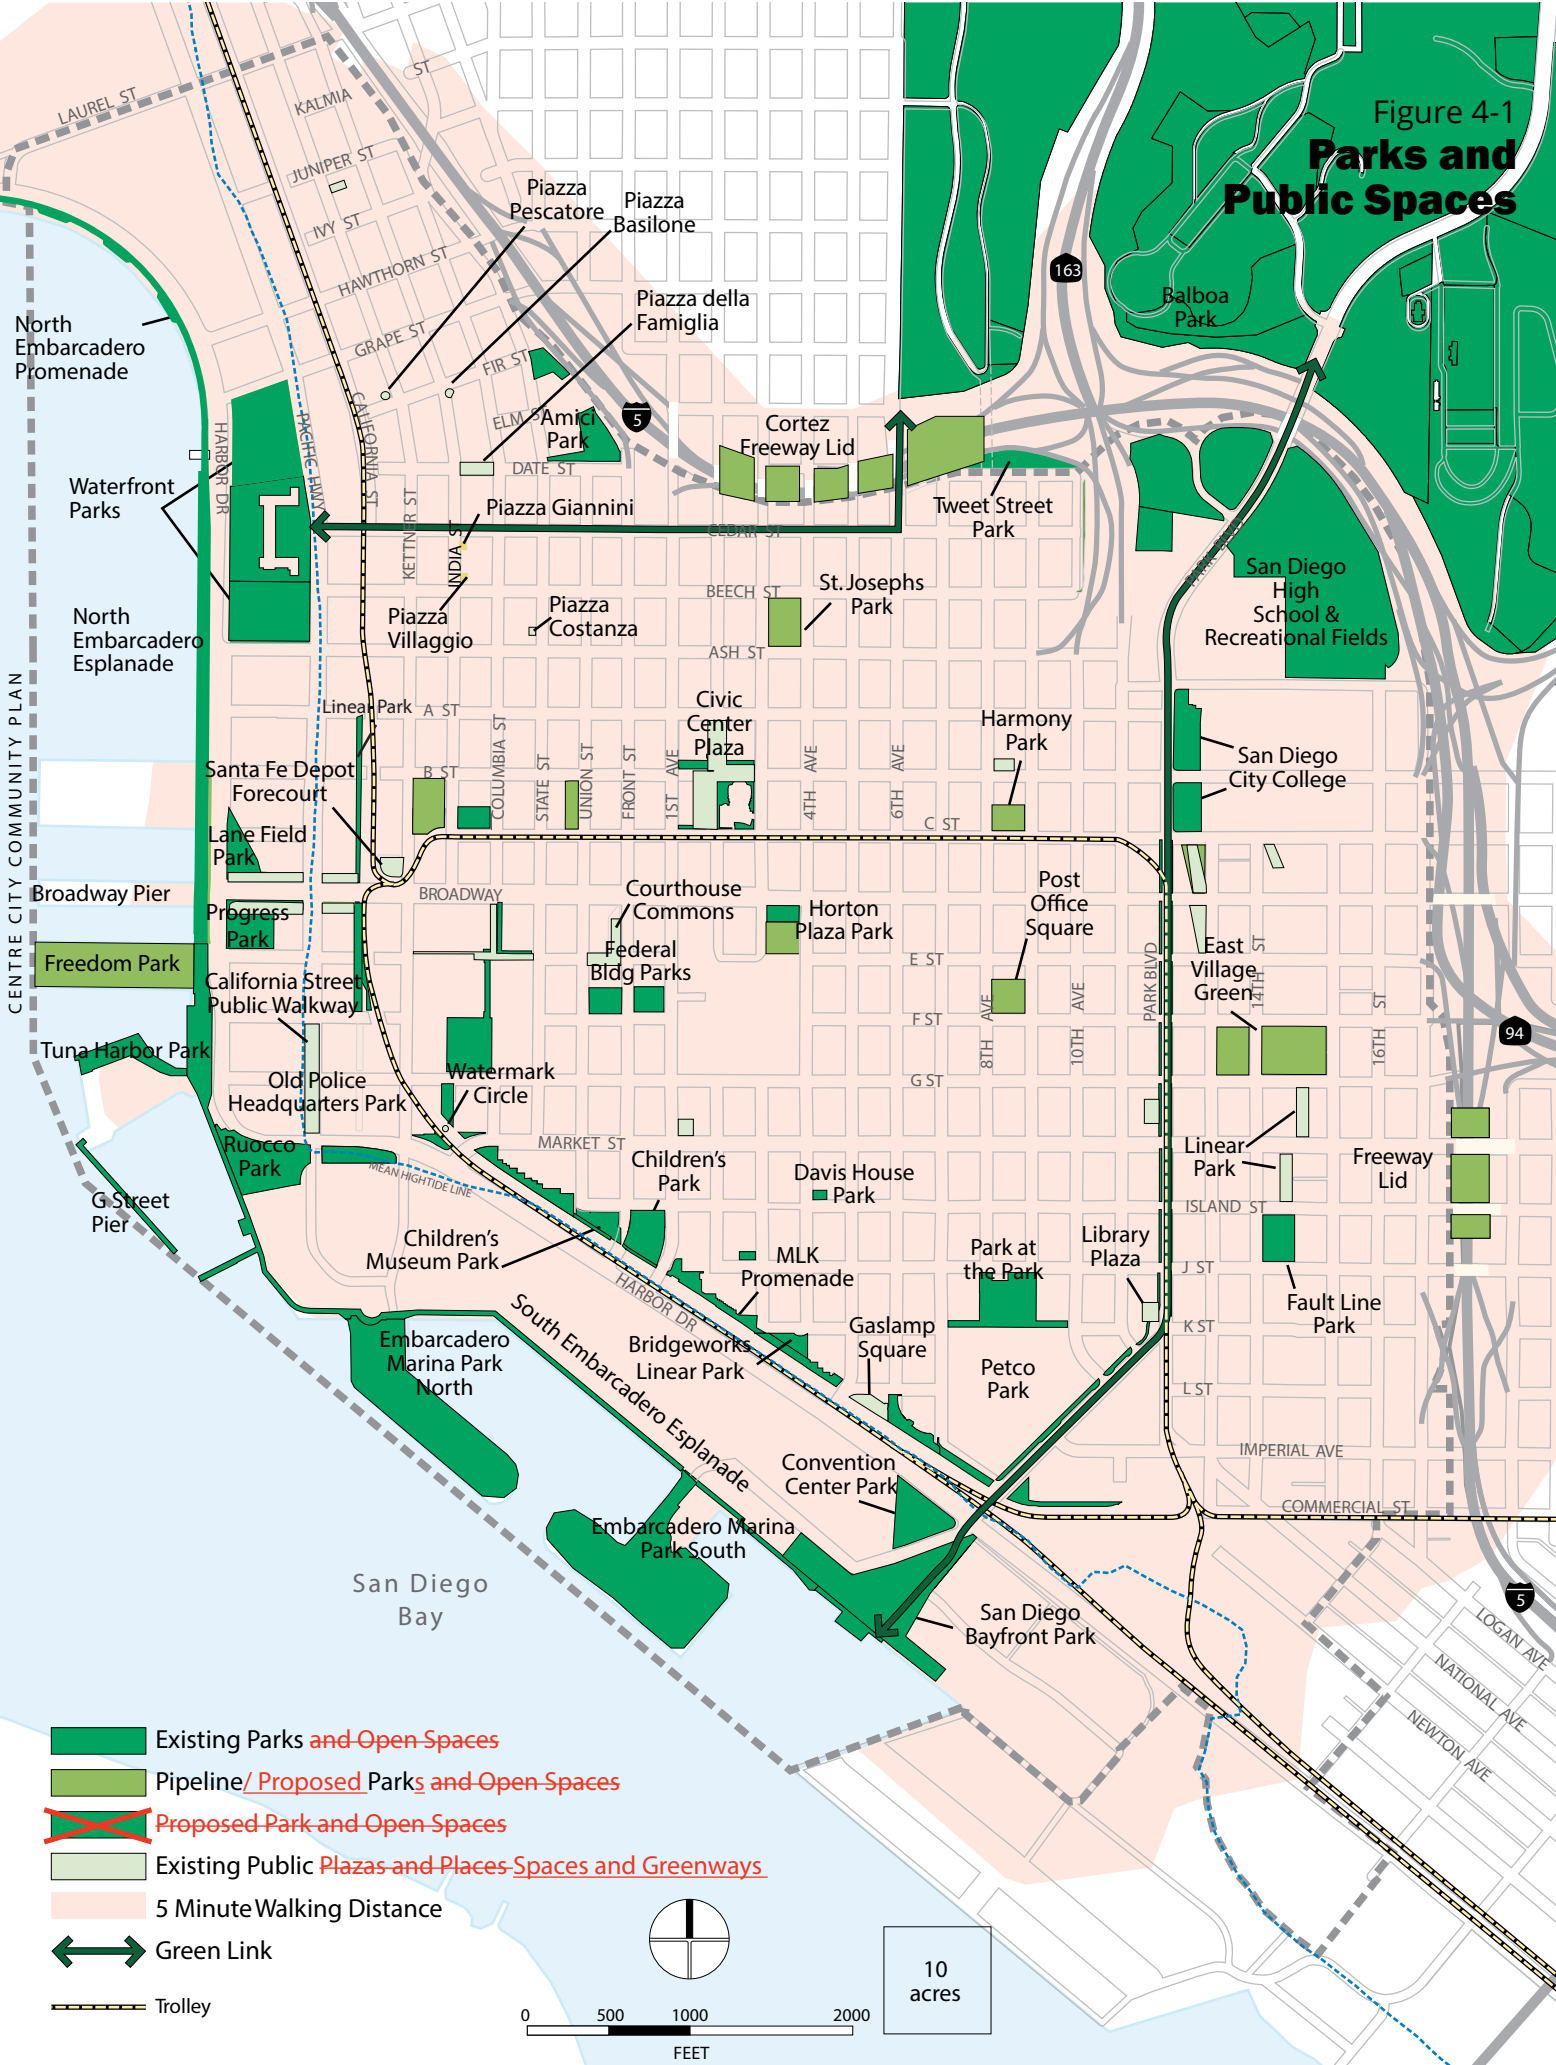 Figure 4-1
Parks and
Public Spaces
LAUREL ST
KALMIA
ST
JUNIPER ST
IVY ST
HAWTHORN ST
GRAPE ST
FIR ST
ELM ST
DATE ST
Piazza
Pescatore
Piazza
Basilone
Piazza della
Famiglia
163
Balboa
Park
North
Embarcadero
Promenade
5
Amici
Park
Cortez
Freeway Lid
HARBOR DR
PACIFIC HWY
CALIFORNIA ST
KETTNER ST
INDIA ST
Waterfront
Parks
Piazza Giannini
Tweet Street
Park
CEDAR ST
PARK BLVD
San Diego
High
School &
Recreational Fields
BEECH ST
St. Josephs
Park
North
Embarcadero
Esplanade
Piazza
Villaggio
Piazza
Costanza
ASH ST
CENTRE CITY COMMUNITY PLAN
Linear Park
A ST
Civic
Center
Plaza
Harmony
Park
San Diego
City College
Santa Fe Depot
Forecourt
B ST
COLUMBIA ST
STATE ST
UNION ST
FRONT ST
1ST AVE
4TH AVE
6TH AVE
C ST
Lane Field
Park
Broadway Pier
BROADWAY
Courthouse
Commons
Horton
Plaza Park
Post
Office
Square
Progress
Park
Freedom Park
Federal
Bldg Parks
E ST
East
Village
Green
14TH ST
California Street
Public Walkway
PARK BLVD
F ST
8TH AVE
10TH AVE
16TH ST
94
Tuna Harbor Park
Old Police
Headquarters Park
Watermark
Circle
G ST
Ruocco
Park
MEAN HIGHTIDE LINE
MARKET ST
Children's
Park
Davis House
Park
Linear
Park
Freeway
Lid
G Street
Pier
ISLAND ST
Children's
Museum Park
HARBOR DR
MLK
Promenade
Park at
the Park
Library
Plaza
J ST
Fault Line
Park
K ST
Embarcadero
Marina Park
North
South Embarcadero Esplanade
Bridgeworks
Linear Park
Gaslamp
Square
Petco
Park
L ST
IMPERIAL AVE
Convention
Center Park
COMMERCIAL ST
Embarcadero Marina
Park South
San Diego
Bay
San Diego
Bayfront Park
5
LOGAN AVE
NATIONAL AVE
NEWTON AVE
Existing Parks and Open Spaces
Pipeline/ Proposed Parks and Open Spaces
Proposed Park and Open Spaces
Existing Public Plazas and Places Spaces and Greenways
5 Minute Walking Distance
Green Link
Trolley
0 500 1000 2000
FEET
10
acres